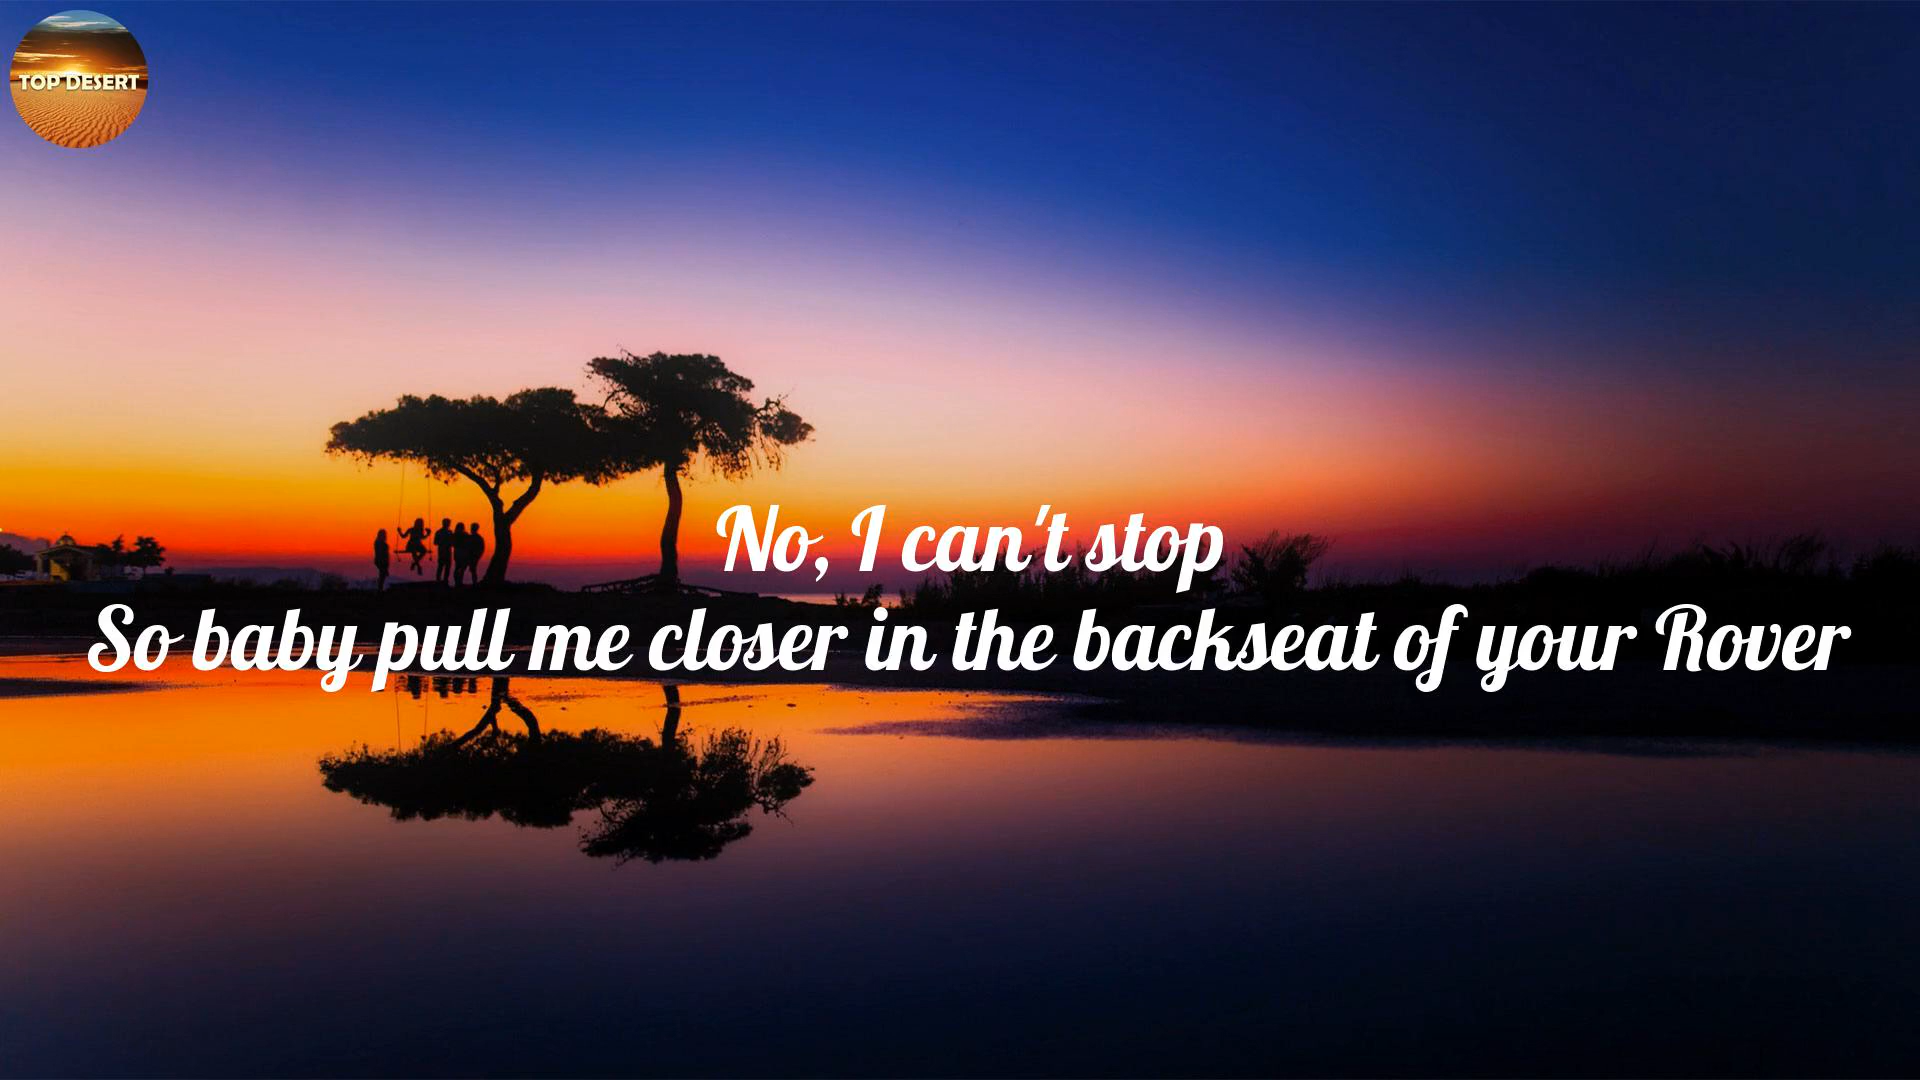 TOP DESERT
No, I can't stop
So baby pull me closer in the backseat of your Rover